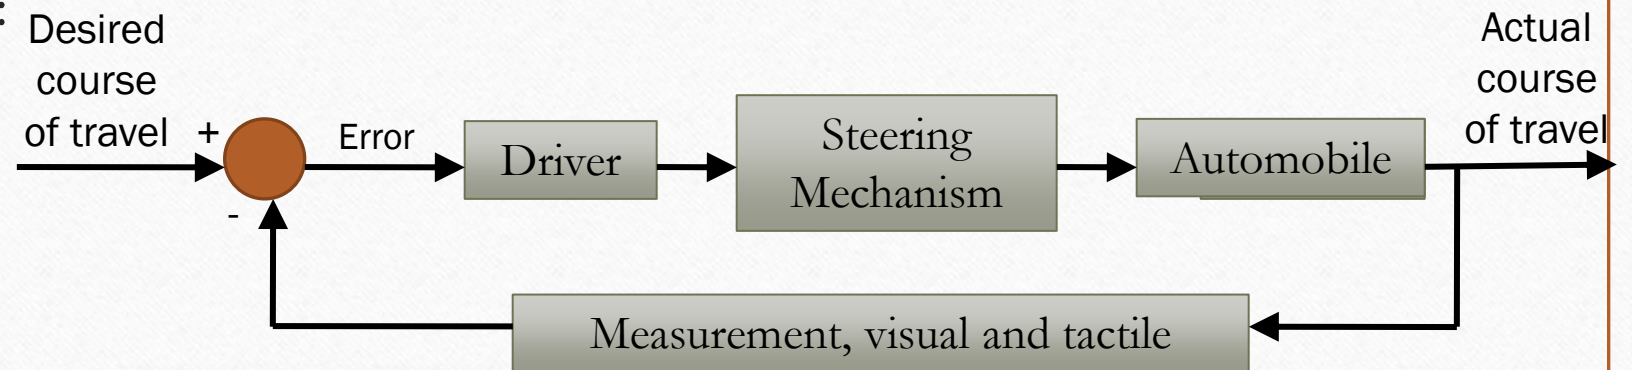 :
Desired
course
of travel
+
-
Error
Driver
Steering
Mechanism
Automobile
Actual
course
of travel
Measurement, visual and tactile